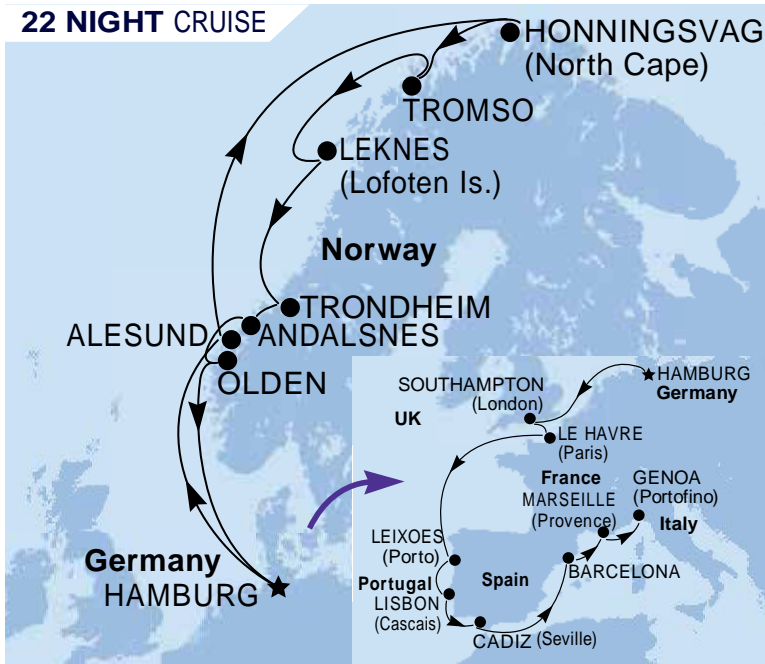 22 NIGHT CRUISE
HONNINGSVAG
(North Cape)
TROMSO
LEKNES
(Lofoten Is.)
Norway
TRONDHEIM
ALESUND
ANDALSNES
OLDEN
Germany
HAMBURG
HAMBURG
Germany
SOUTHAMPTON
(London)
UK
LE HAVRE
(Paris)
France
MARSEILLE
(Provence)
GENOA
(Portofino)
Italy
LEIXOES
(Porto)
Portugal
Spain
BARCELONA
LISBON
(Cascais)
CADIZ (Seville)